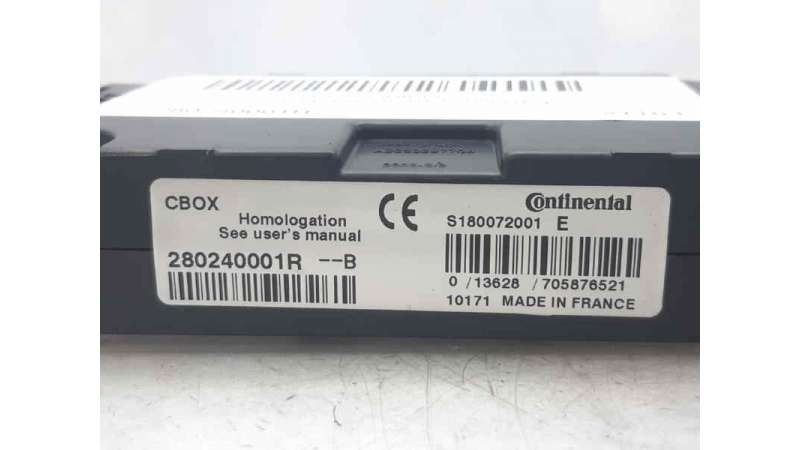 CBOX
Homologation
See user's manual
280240001R --B
CE
Continental
S180072001 E
0 /13628 /705876521
10171 MADE IN FRANCE